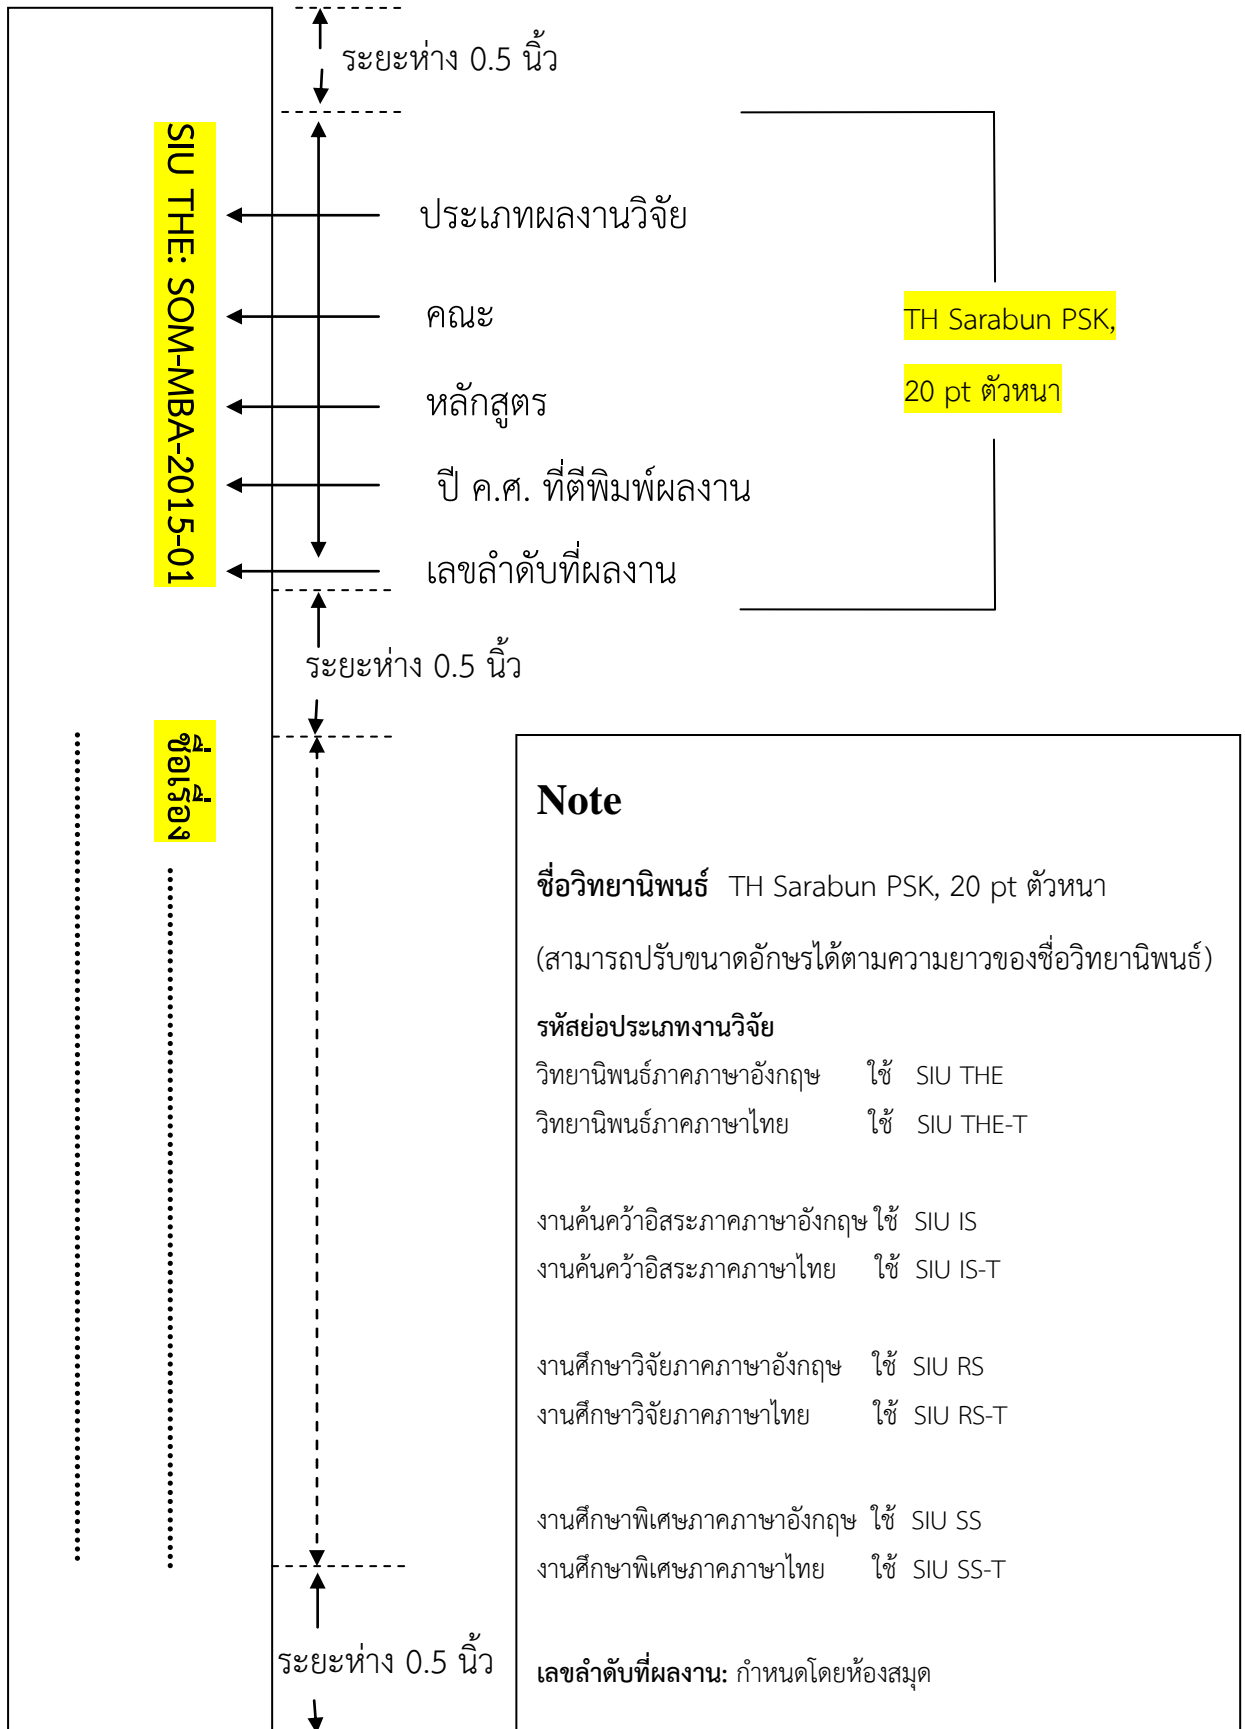 ระยะห่าง 0.5 นิ้ว
SIU THE: SOM-MBA-2015-01
ประเภทผลงานวิจัย
คณะ
หลักสูตร
ปี ค.ศ. ที่ตีพิมพ์ผลงาน
เลขลำดับที่ผลงาน
TH Sarabun PSK,
20 pt ตัวหนา
ระยะห่าง 0.5 นิ้ว
ชื่อเรื่อง
Note
ชื่อวิทยานิพนธ์ TH Sarabun PSK, 20 pt ตัวหนา
(สามารถปรับขนาดอักษรได้ตามความยาวของชื่อวิทยานิพนธ์)
รหัสย่อประเภทงานวิจัย
วิทยานิพนธ์ภาคภาษาอังกฤษ ใช้ SIU THE
วิทยานิพนธ์ภาคภาษาไทย ใช้ SIU THE-T
งานค้นคว้าอิสระภาคภาษาอังกฤษ ใช้ SIU IS
งานค้นคว้าอิสระภาคภาษาไทย ใช้ SIU IS-T
งานศึกษาวิจัยภาคภาษาอังกฤษ ใช้ SIU RS
งานศึกษาวิจัยภาคภาษาไทย ใช้ SIU RS-T
งานศึกษาพิเศษภาคภาษาอังกฤษ ใช้ SIU SS
งานศึกษาพิเศษภาคภาษาไทย ใช้ SIU SS-T
เลขลำดับที่ผลงาน: กำหนดโดยห้องสมุด
ระยะห่าง 0.5 นิ้ว